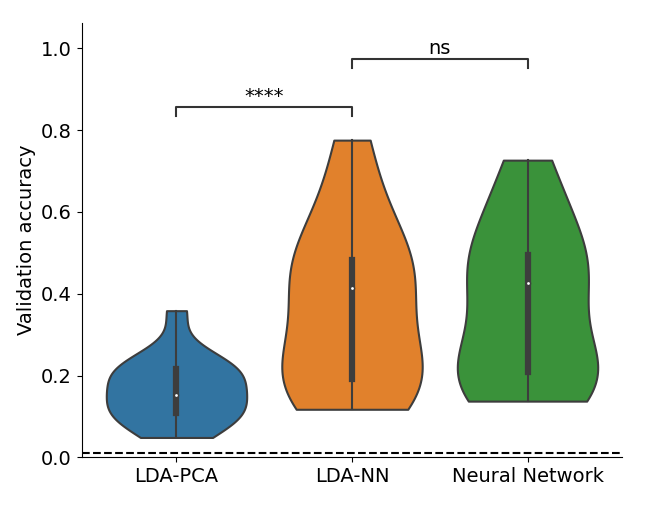 ns
****
Validation accuracy
1.0
0.8
0.6
0.4
0.2
0.0
LDA-PCA
LDA-NN
Neural Network